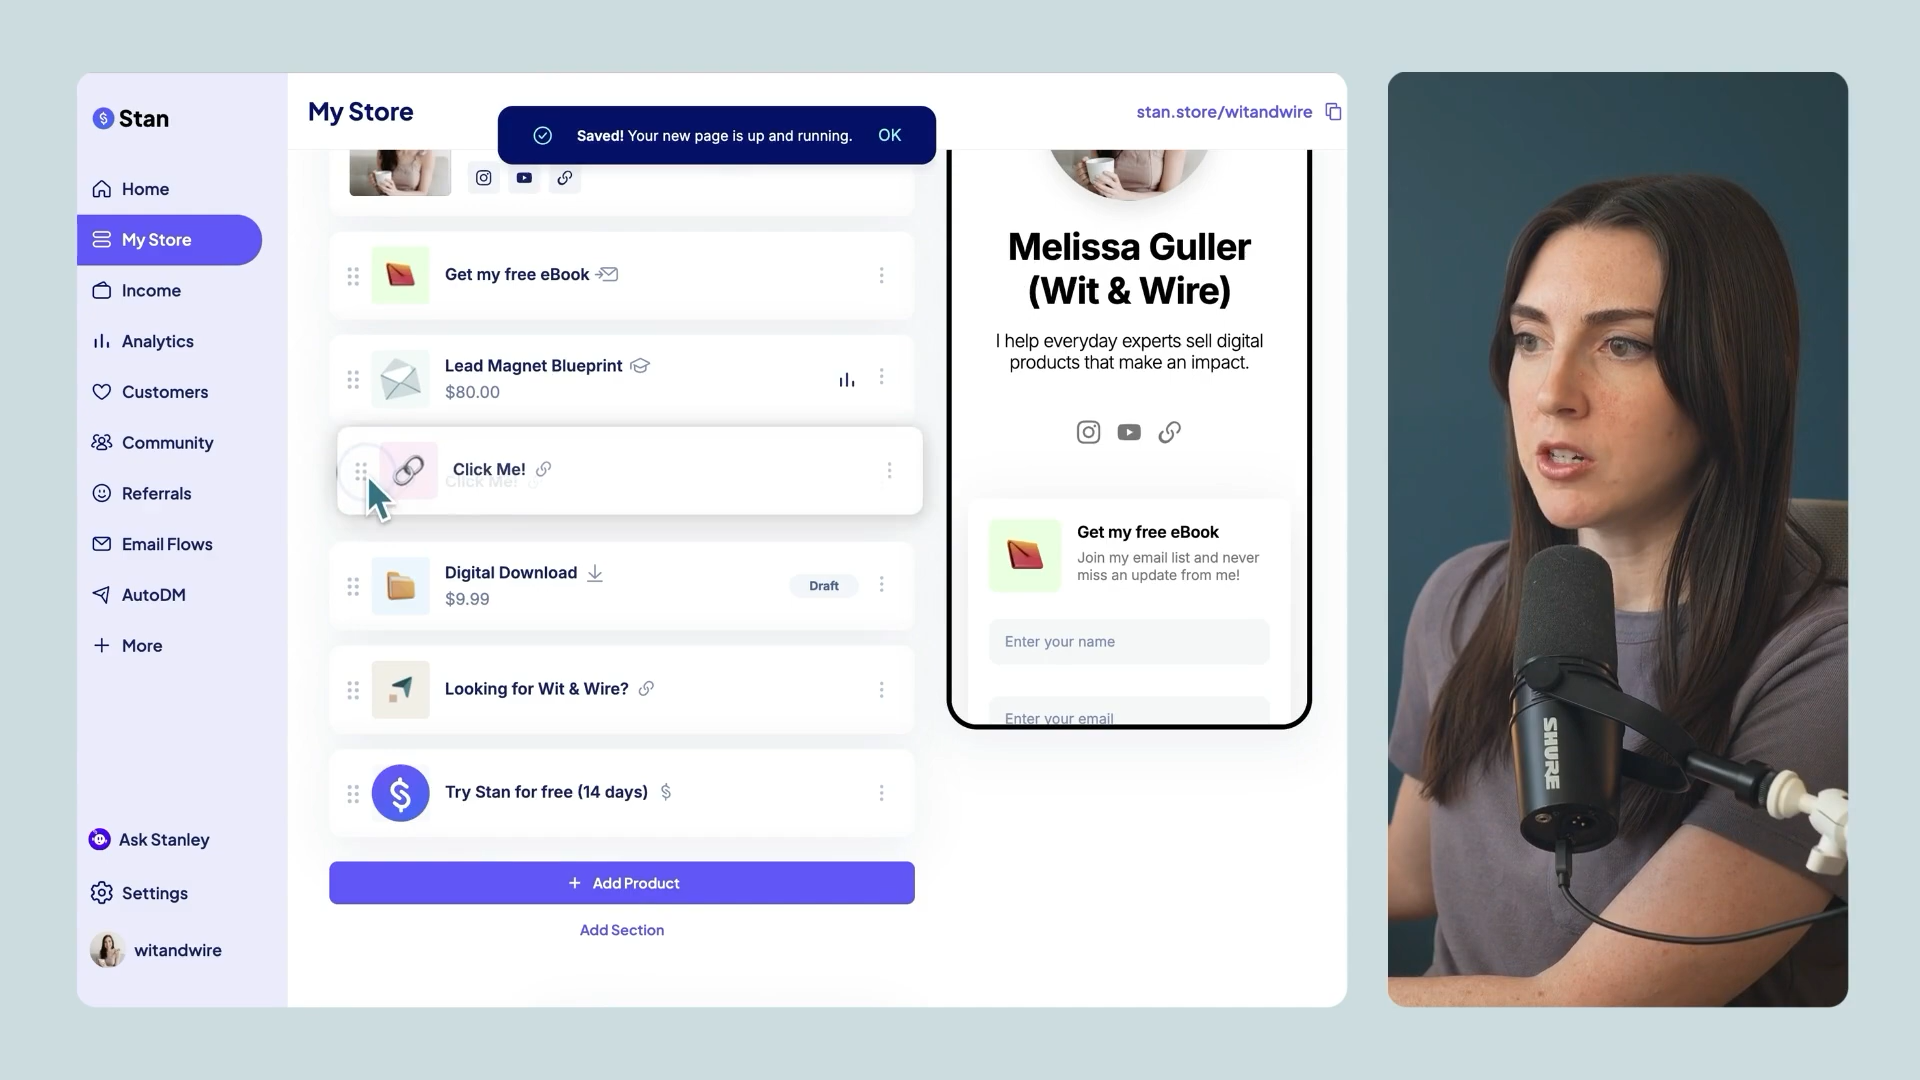 Stan
Home
My Store
Income
Analytics
Customers
Community
Referrals
Email Flows
AutoDM
More
Ask Stanley
Settings
witandwire
My Store
Saved! Your new page is up and running. OK
stan.store/witandwire
Get my free eBook
Lead Magnet Blueprint
$80.00
Click Me!
Click Me!
Digital Download
$9.99
Draft
Looking for Wit & Wire?
Try Stan for free (14 days)
+ Add Product
Add Section
Melissa Guller
(Wit & Wire)
I help everyday experts sell digital
products that make an impact.
Get my free eBook
Join my email list and never
miss an update from me!
Enter your name
Enter your email
SHURE